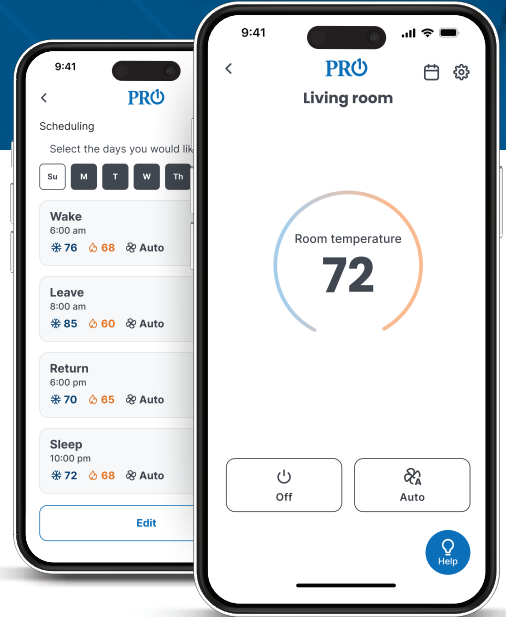 9:41
PRO
Scheduling
Select the days you would lik
Su M T W Th
Wake
6:00 am
76 68 Auto
Leave
8:00 am
85 60 Auto
Return
6:00 pm
70 65 Auto
Sleep
10:00 pm
72 68 Auto
Edit
9:41
PRO
Living room
Room temperature
72
Off
A
Auto
Help